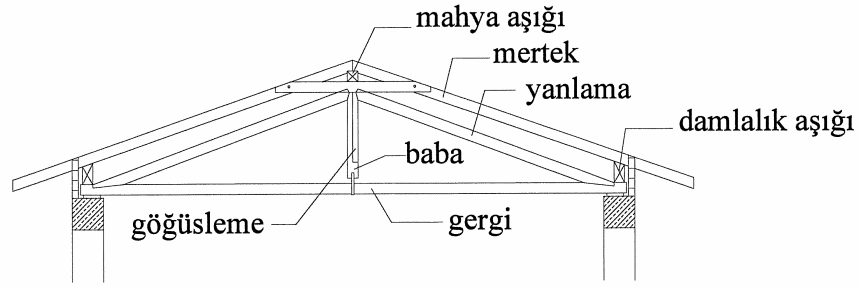 mahya aşığı
mertek
yanlama
damlalık aşığı
baba
göğüsleme
gergi